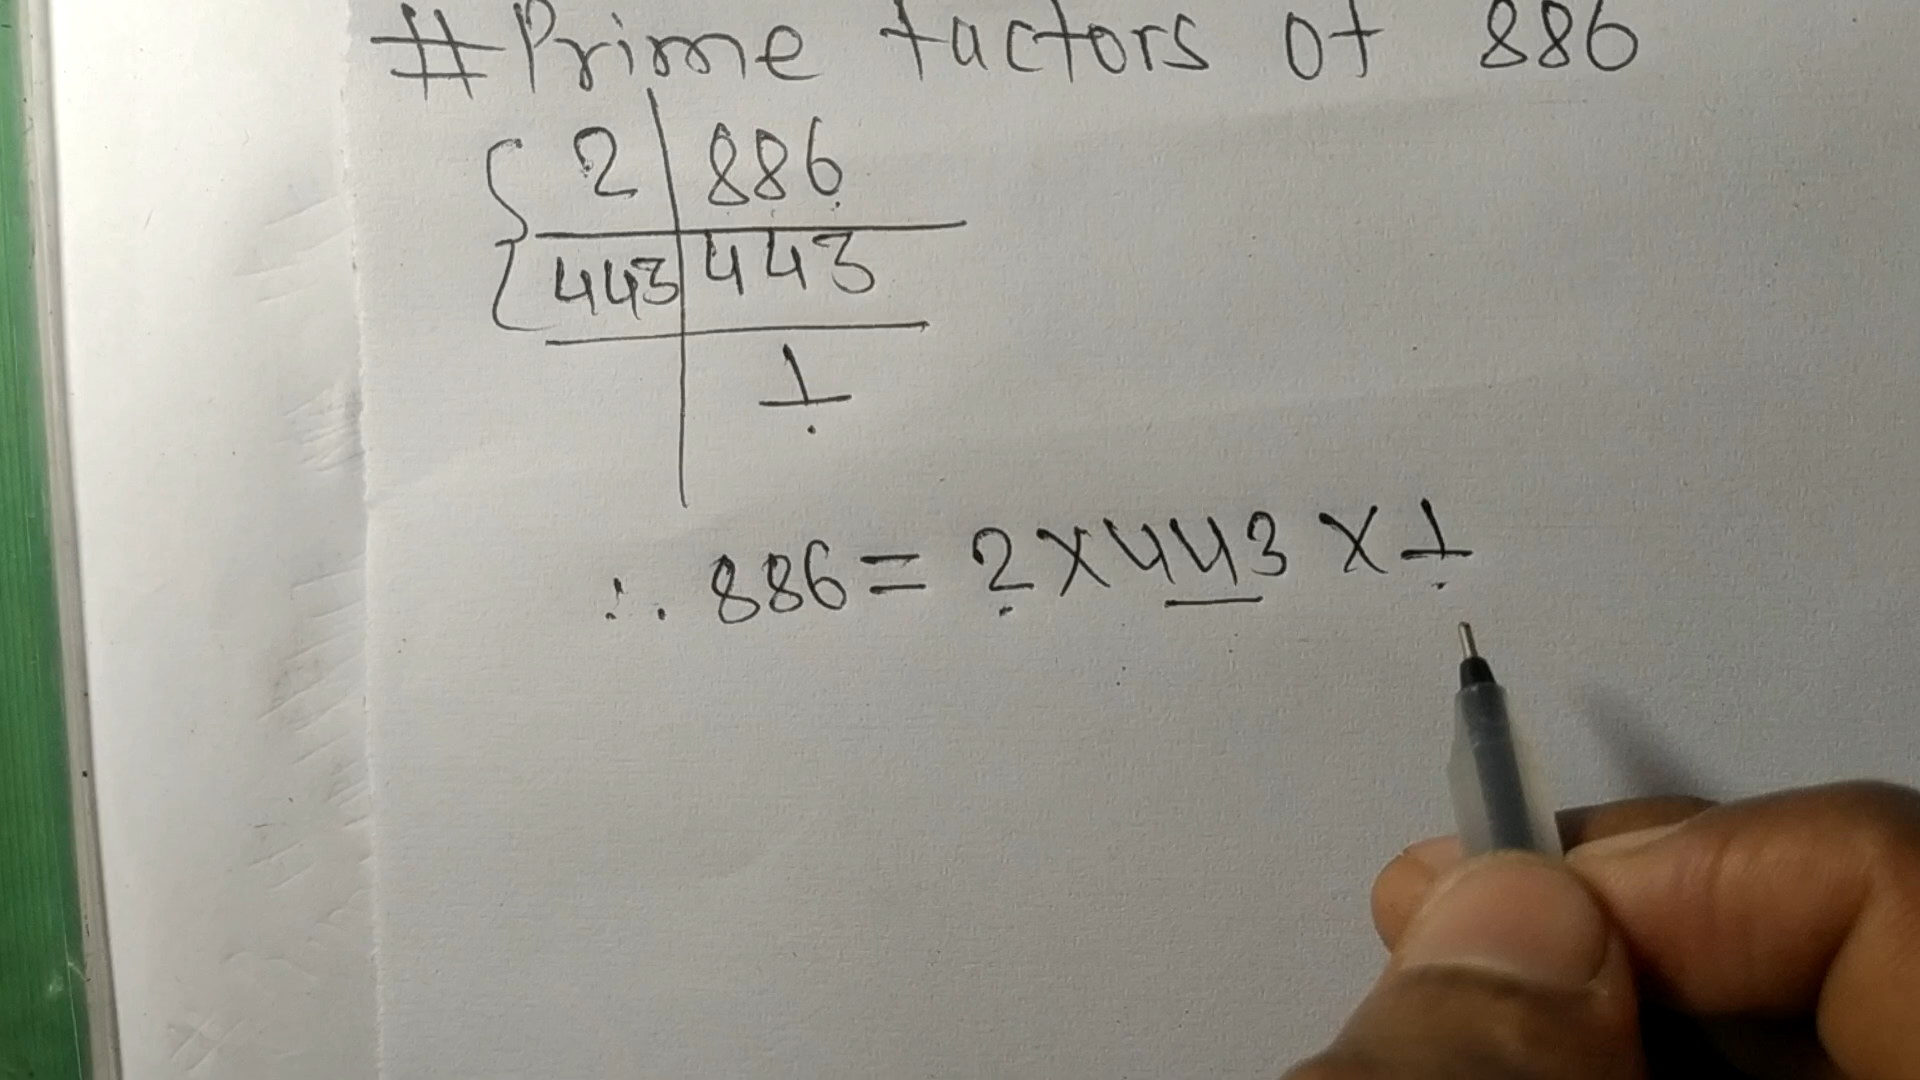 #Prime factors of 886
2 886
443 443
1
∴ 886 = 2 × 443 × 1